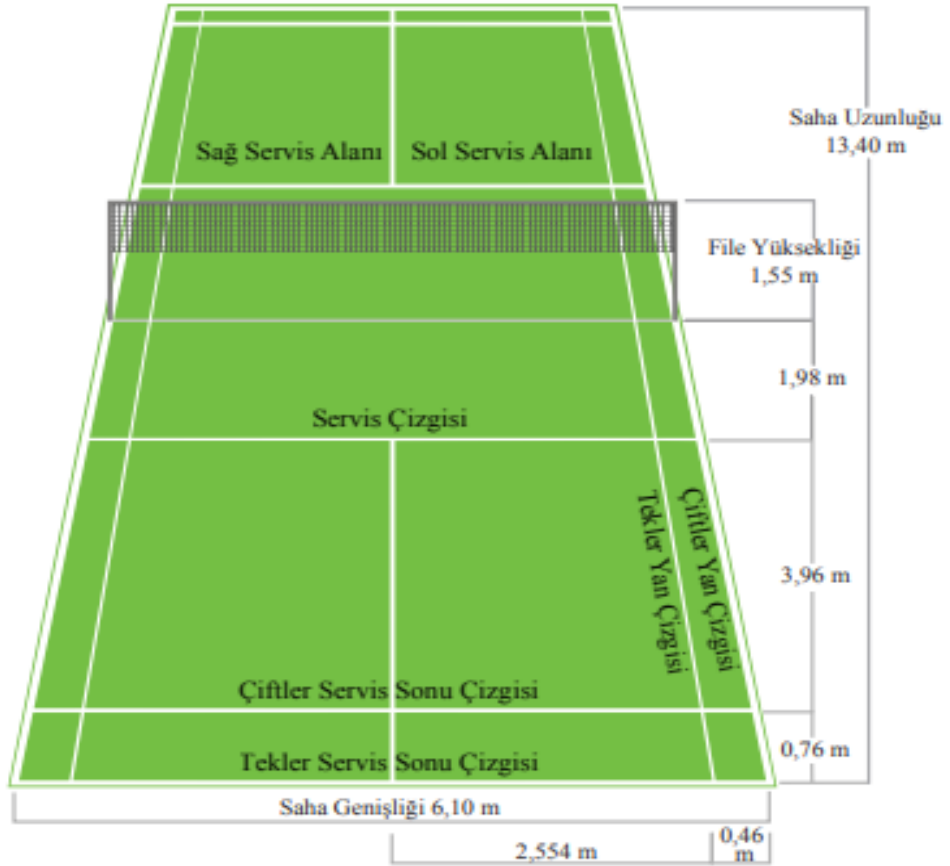 Saha Uzunluğu
13,40 m
Sağ Servis Alanı
Sol Servis Alanı
File Yüksekliği
1,55 m
1,98 m
Servis Çizgisi
Tekler Yan Çizgisi
Çiftler Yan Çizgisi
3,96 m
Çiftler Servis Sonu Çizgisi
0,76 m
Tekler Servis Sonu Çizgisi
Saha Genişliği 6,10 m
2,554 m
0,46
m